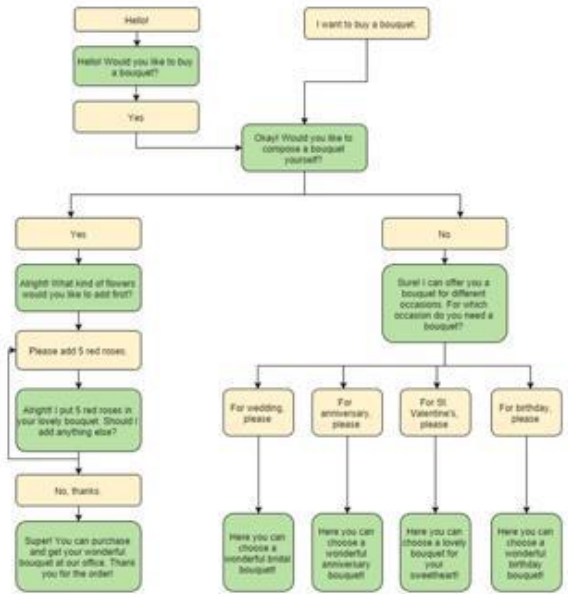 Hello!
I want to buy a bouquet.
Hello! Would you like to buy
a bouquet?
Yes
Okay! Would you like to
compose a bouquet
yourself?
Yes
No
Alright! What kind of flowers
would you like to add first?
Sure! I can offer you a
bouquet for different
occasions. For which
occasion do you need a
bouquet?
Please add 5 red roses.
Alright! I put 5 red roses in
your lovely bouquet. Should I
add anything else?
For wedding,
please
For
anniversary,
please
For St.
Valentine's,
please
For birthday,
please
No, thanks.
Super! You can purchase
and get your wonderful
bouquet at our office. Thank
you for the order!
Here you can
choose a
wonderful bridal
bouquet!
Here you can
choose a
wonderful
anniversary
bouquet!
Here you can
choose a lovely
bouquet for
your
sweetheart!
Here you can
choose a
wonderful
birthday
bouquet!